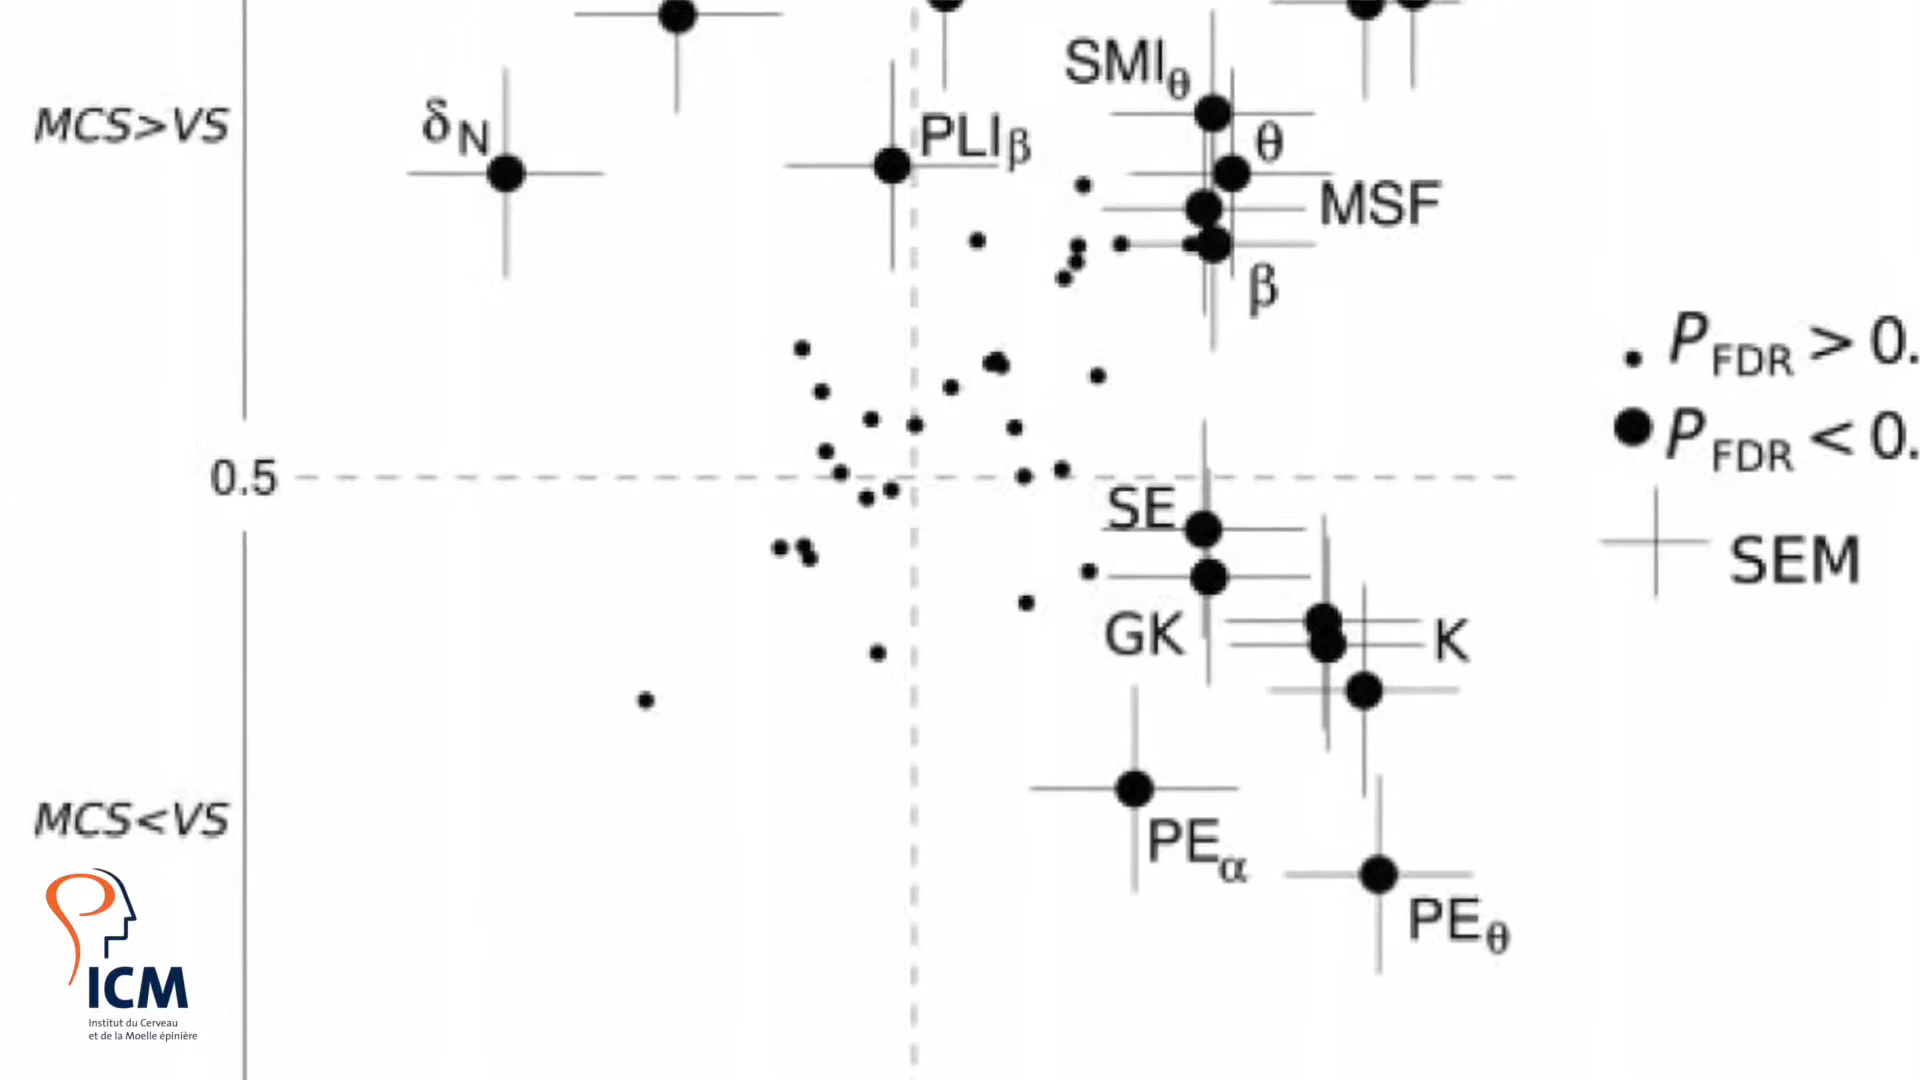 SMIθ
MCS>VS
δN
PLIβ
θ
MSF
β
PFDR > 0.
PFDR < 0.
0.5
SE
SEM
GK
K
MCS<VS
PEα
PEθ
ICM
Institut du Cerveau
et de la Moelle épinière